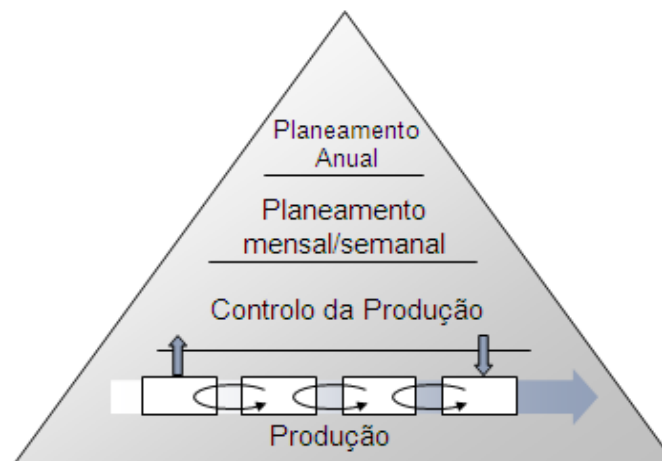 Planeamento
Anual
Planeamento
mensal/semanal
Controlo da Produção
Produção